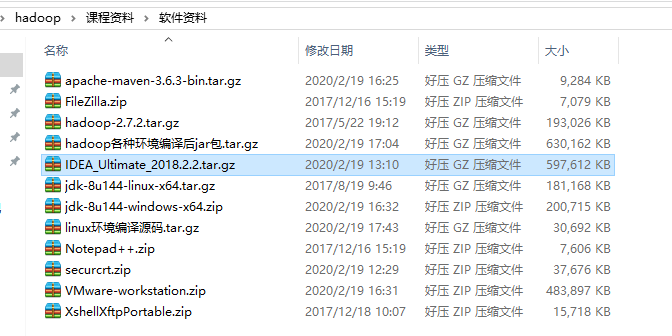 hadoop › 课程资料 › 软件资料
名称 修改日期 类型 大小
apache-maven-3.6.3-bin.tar.gz 2020/2/19 16:25 好压 GZ 压缩文件 9,284 KB
FileZilla.zip 2017/12/16 15:19 好压 ZIP 压缩文件 7,079 KB
hadoop-2.7.2.tar.gz 2017/5/22 19:12 好压 GZ 压缩文件 193,026 KB
hadoop各种环境编译后jar包.tar.gz 2020/2/19 17:04 好压 GZ 压缩文件 630,162 KB
IDEA_Ultimate_2018.2.2.tar.gz 2020/2/19 13:10 好压 GZ 压缩文件 597,612 KB
jdk-8u144-linux-x64.tar.gz 2017/8/19 9:46 好压 GZ 压缩文件 181,168 KB
jdk-8u144-windows-x64.zip 2020/2/19 16:32 好压 ZIP 压缩文件 200,715 KB
linux环境编译源码.tar.gz 2020/2/19 17:43 好压 GZ 压缩文件 30,692 KB
Notepad++.zip 2017/12/16 15:19 好压 ZIP 压缩文件 7,606 KB
securcrt.zip 2020/2/19 12:29 好压 ZIP 压缩文件 37,676 KB
VMware-workstation.zip 2020/2/19 16:31 好压 ZIP 压缩文件 483,897 KB
XshellXftpPortable.zip 2017/12/18 10:07 好压 ZIP 压缩文件 15,718 KB